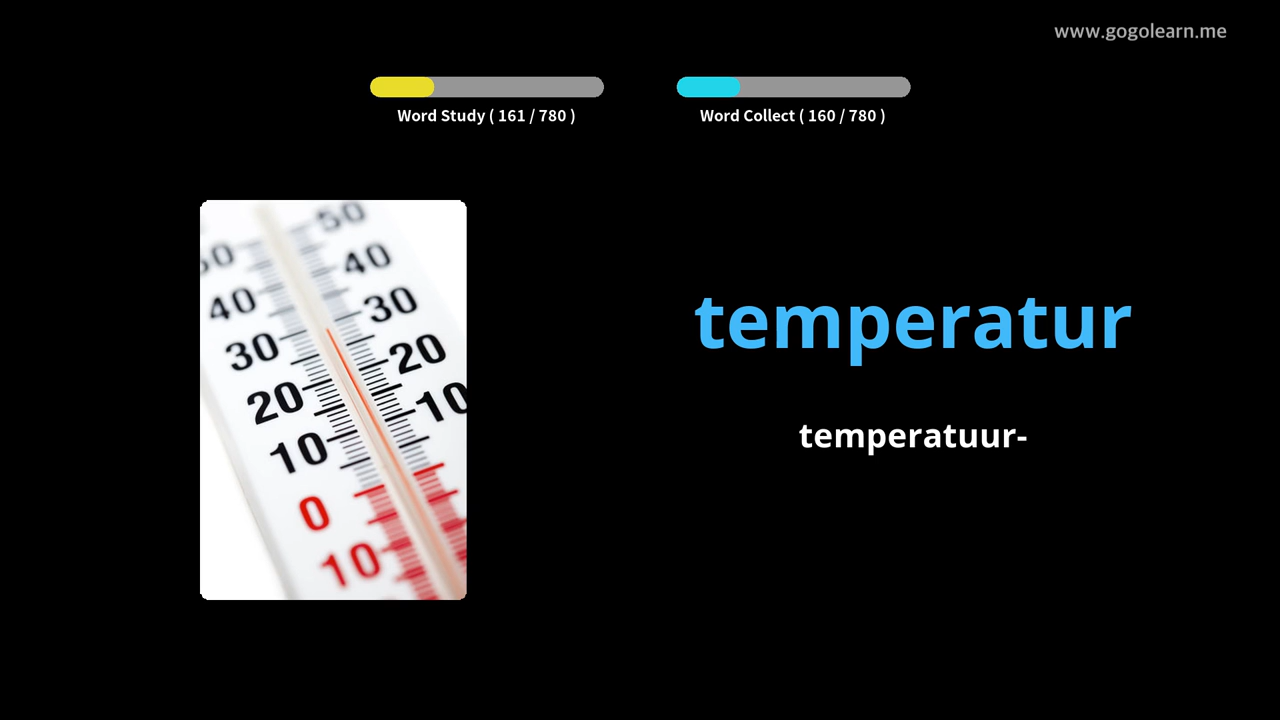 www.gogolearn.me
Word Study ( 161 / 780 )
Word Collect ( 160 / 780 )
50
50
40
40
30
30
20
20
10
10
0
10
temperatur
temperatuur-